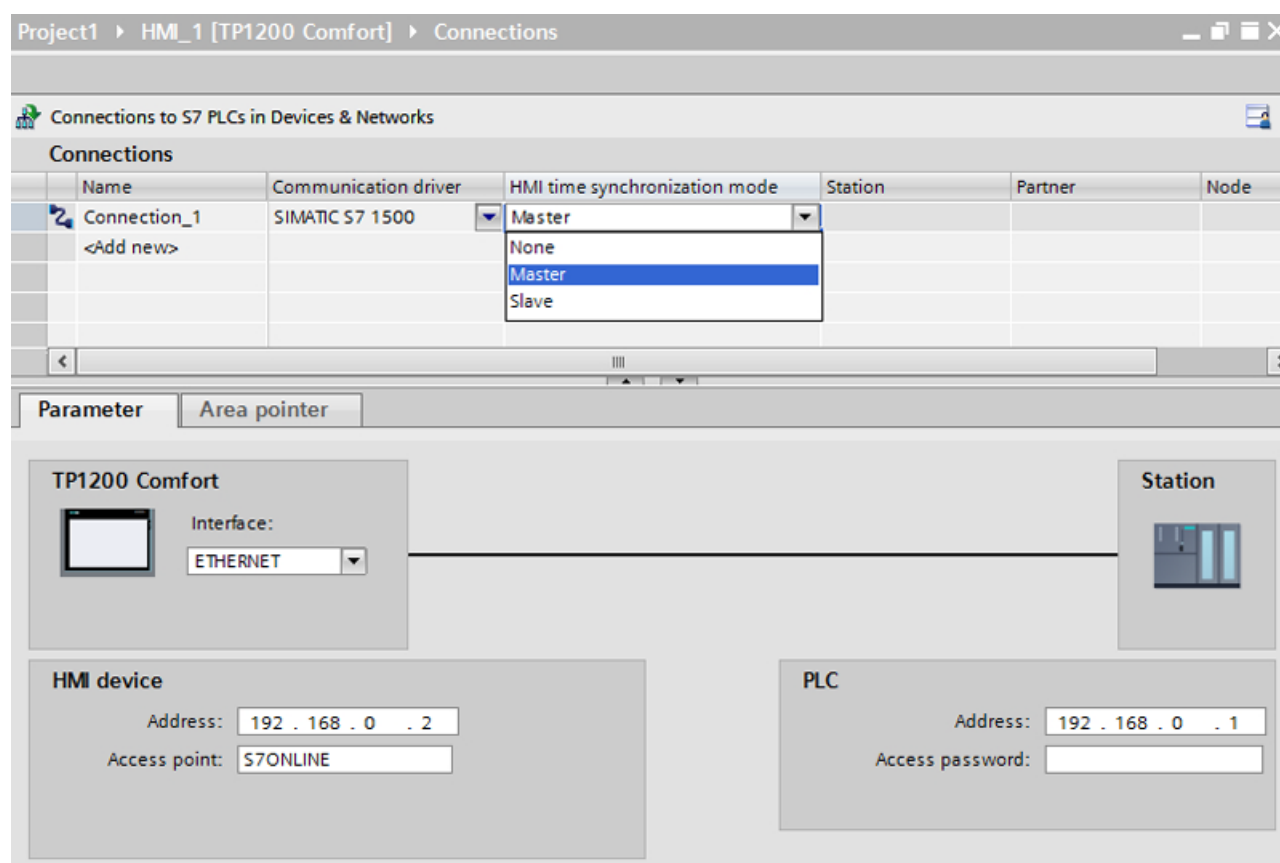 Project1 ▸ HMI_1 [TP1200 Comfort] ▸ Connections
Connections to S7 PLCs in Devices & Networks
Connections
Name Communication driver HMI time synchronization mode Station Partner Node
Connection_1 SIMATIC S7 1500 Master
<Add new> None
Master
Slave
Parameter Area pointer
TP1200 Comfort Station
Interface:
ETHERNET
HMI device PLC
Address: 192 . 168 . 0 . 2 Address: 192 . 168 . 0 . 1
Access point: S7ONLINE Access password: